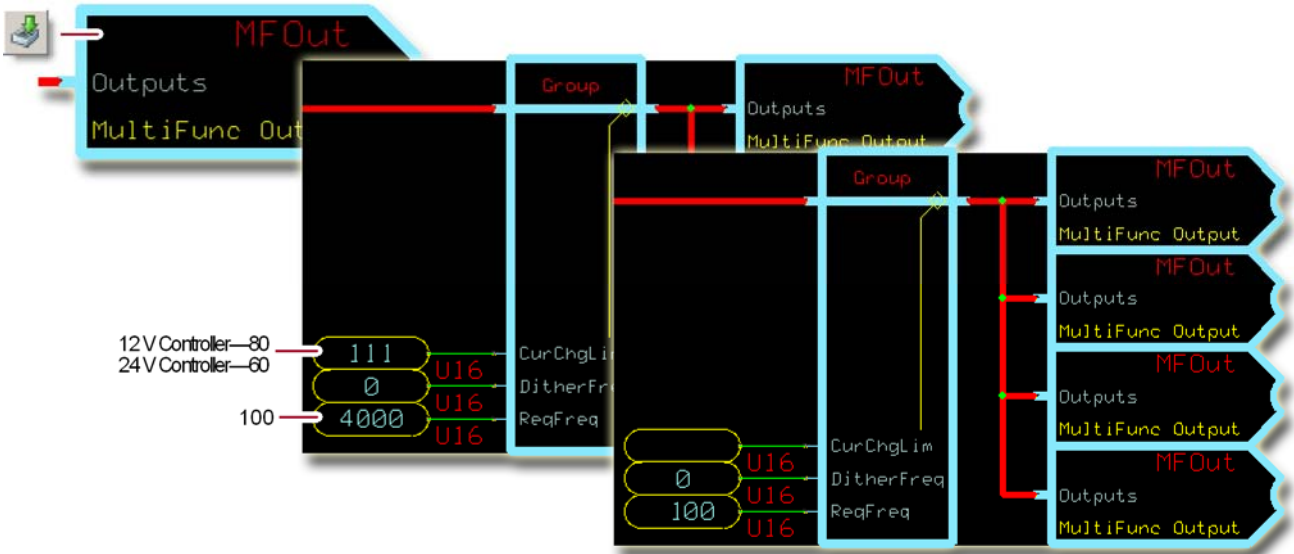 MFOut
Outputs
MultiFunc Out
Group
MFOut
Outputs
MultiFunc Output
12 V Controller—80
24 V Controller—60
111
U16
CurChgLi
0
U16
DitherFr
100
4000
U16
ReqFreq
Group
MFOut
Outputs
MultiFunc Output
MFOut
Outputs
MultiFunc Output
MFOut
Outputs
MultiFunc Output
MFOut
Outputs
MultiFunc Output
U16
CurChgLim
0
U16
DitherFreq
100
U16
ReqFreq